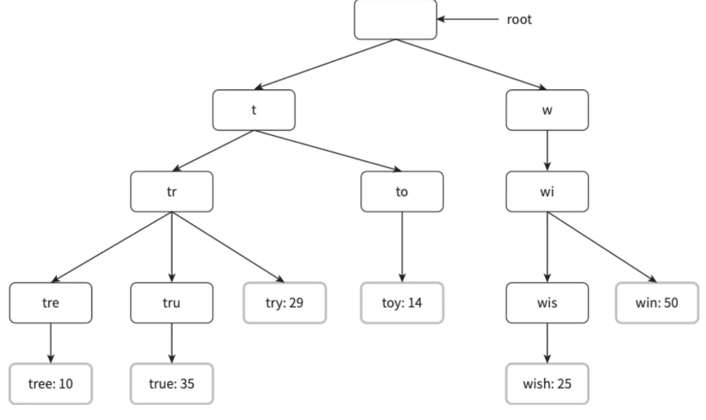 root
t
w
tr
to
wi
tre
tru
try: 29
toy: 14
wis
win: 50
tree: 10
true: 35
wish: 25